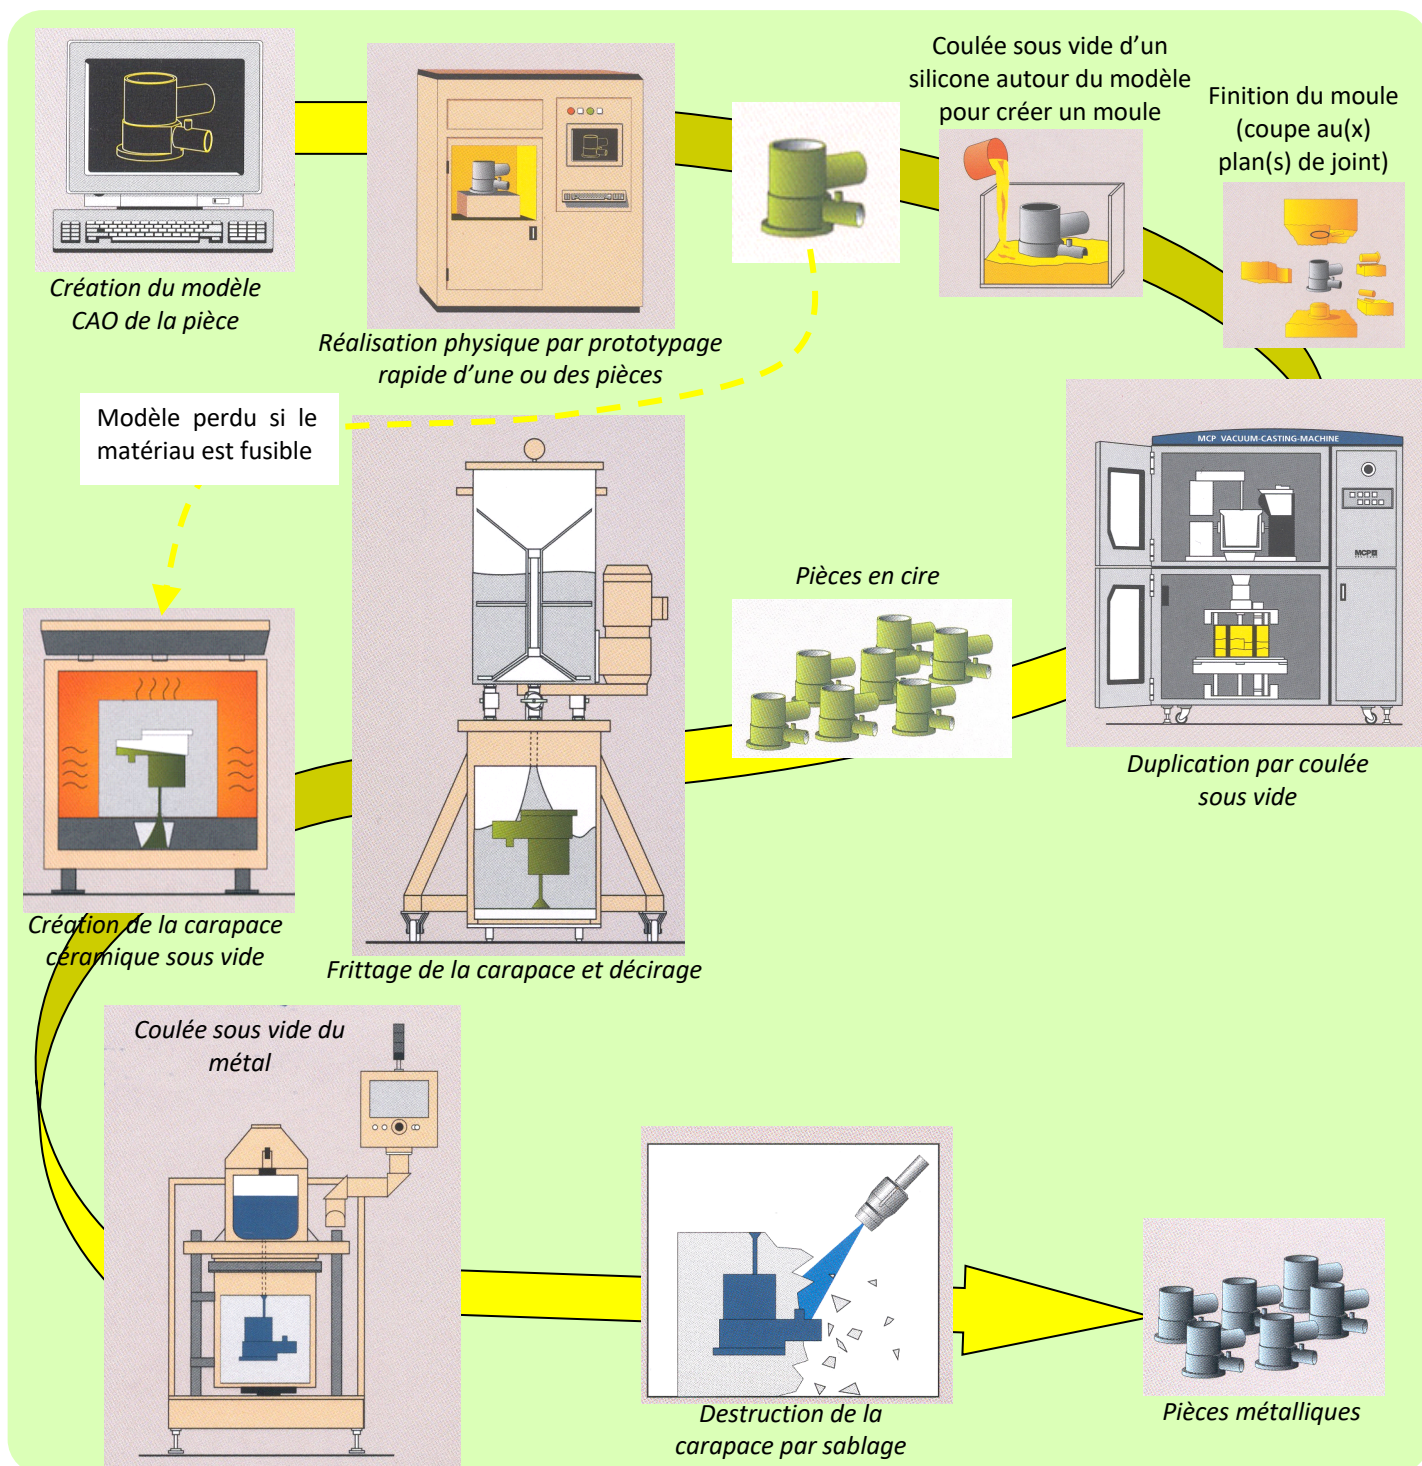 Création du modèle
CAO de la pièce
Réalisation physique par prototypage
rapide d’une ou des pièces
Coulée sous vide d’un
silicone autour du modèle
pour créer un moule
Finition du moule
(coupe au(x)
plan(s) de joint)
Modèle perdu si le
matériau est fusible
MCP VACUUM-CASTING-MACHINE
MCP
Duplication par coulée
sous vide
Pièces en cire
Frittage de la carapace et décirage
Création de la carapace
céramique sous vide
Coulée sous vide du
métal
Destruction de la
carapace par sablage
Pièces métalliques